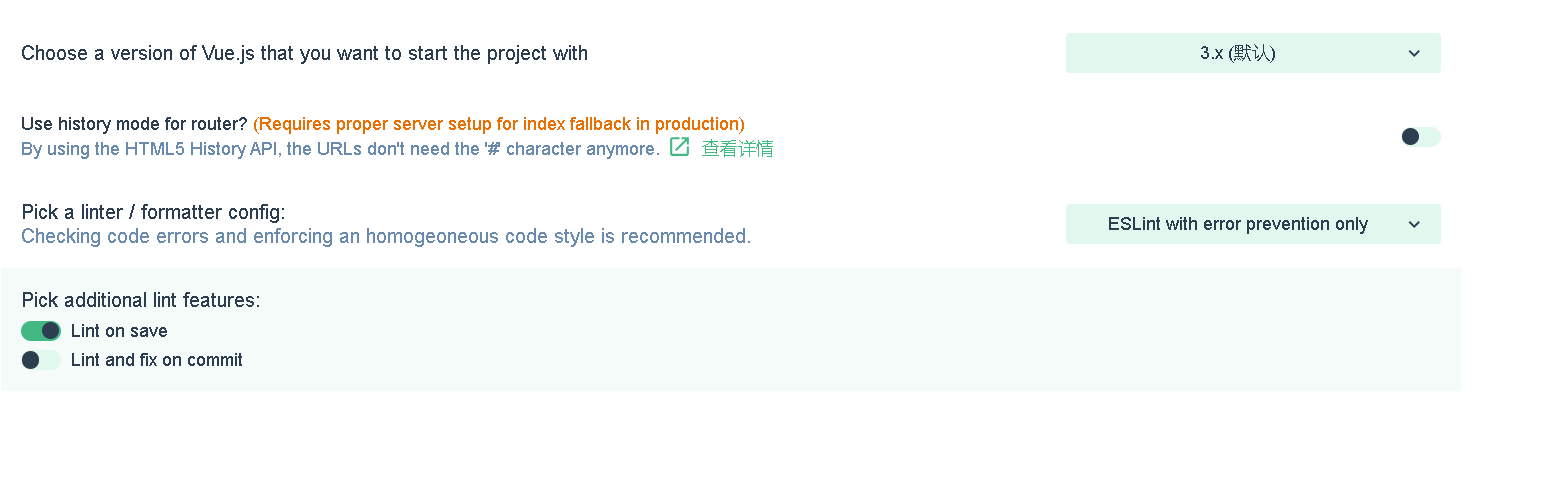 Choose a version of Vue.js that you want to start the project with
3.x (默认)
Use history mode for router? (Requires proper server setup for index fallback in production)
By using the HTML5 History API, the URLs don't need the '#' character anymore. 查看详情
Pick a linter / formatter config:
Checking code errors and enforcing an homogeoneous code style is recommended.
ESLint with error prevention only
Pick additional lint features:
Lint on save
Lint and fix on commit